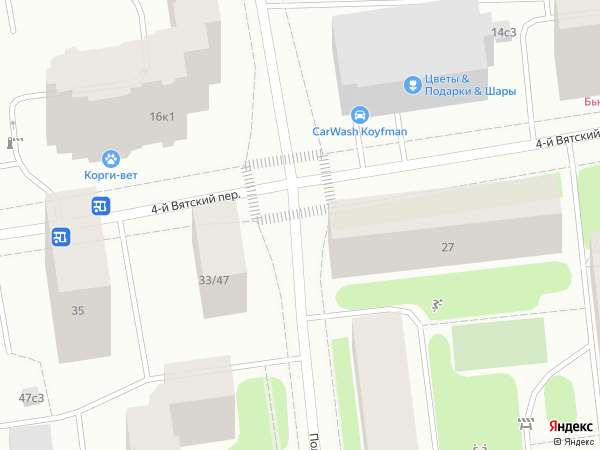 14с3
Цветы &
Подарки & Шары
16к1
CarWash Koyfman
4-й Вятский
Корги-вет
4-й Вятский пер.
27
33/47
35
47с3
Яндекс
© Яндекс